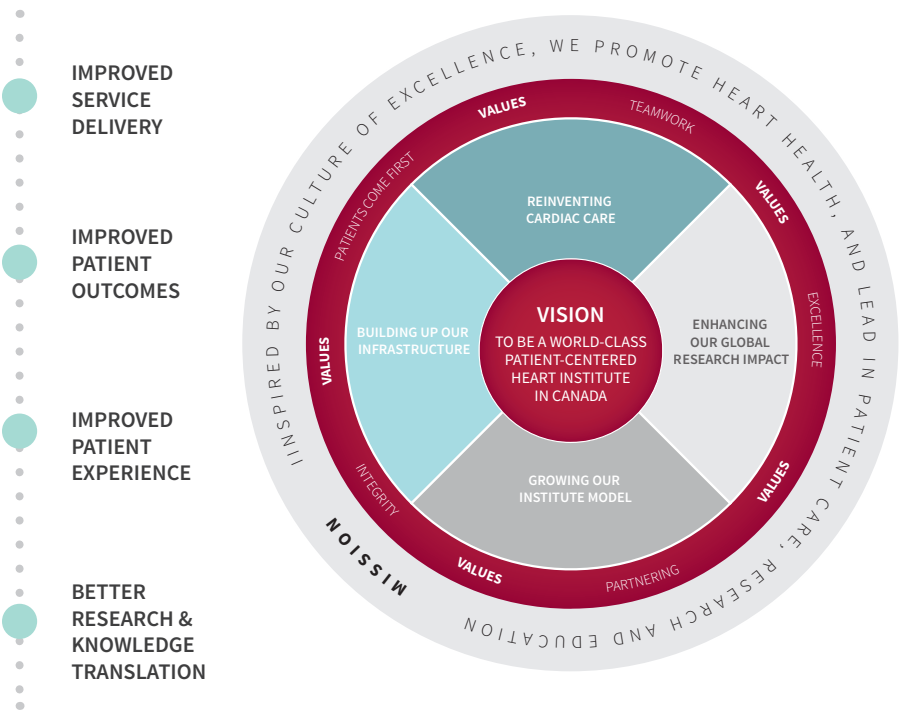 IMPROVED
SERVICE
DELIVERY
IMPROVED
PATIENT
OUTCOMES
IMPROVED
PATIENT
EXPERIENCE
BETTER
RESEARCH &
KNOWLEDGE
TRANSLATION
MISSION
IINSPIRED BY OUR CULTURE OF EXCELLENCE, WE PROMOTE HEART HEALTH, AND LEAD IN PATIENT CARE, RESEARCH AND EDUCATION
VALUES
PATIENTS COME FIRST
VALUES
TEAMWORK
VALUES
EXCELLENCE
VALUES
PARTNERING
VALUES
INTEGRITY
REINVENTING
CARDIAC CARE
BUILDING UP OUR
INFRASTRUCTURE
VISION
TO BE A WORLD-CLASS
PATIENT-CENTERED
HEART INSTITUTE
IN CANADA
ENHANCING
OUR GLOBAL
RESEARCH IMPACT
GROWING OUR
INSTITUTE MODEL